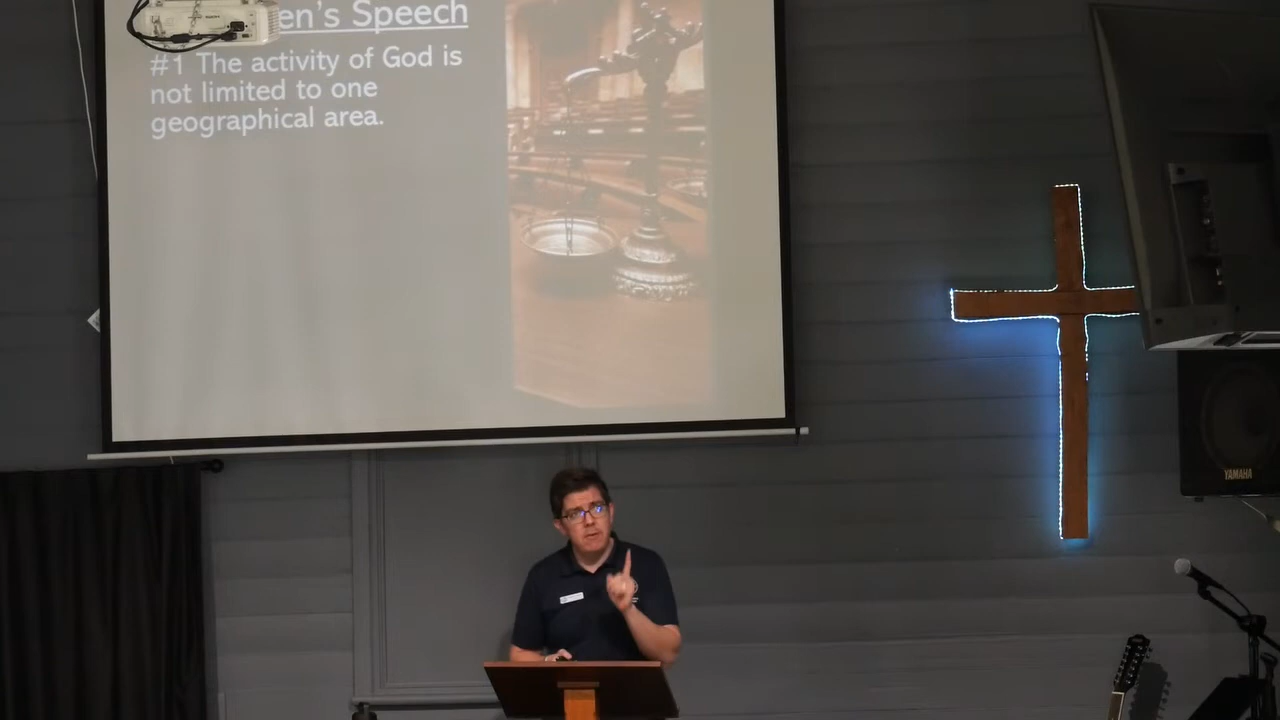 en's Speech
#1 The activity of God is
not limited to one
geographical area.
YAMAHA